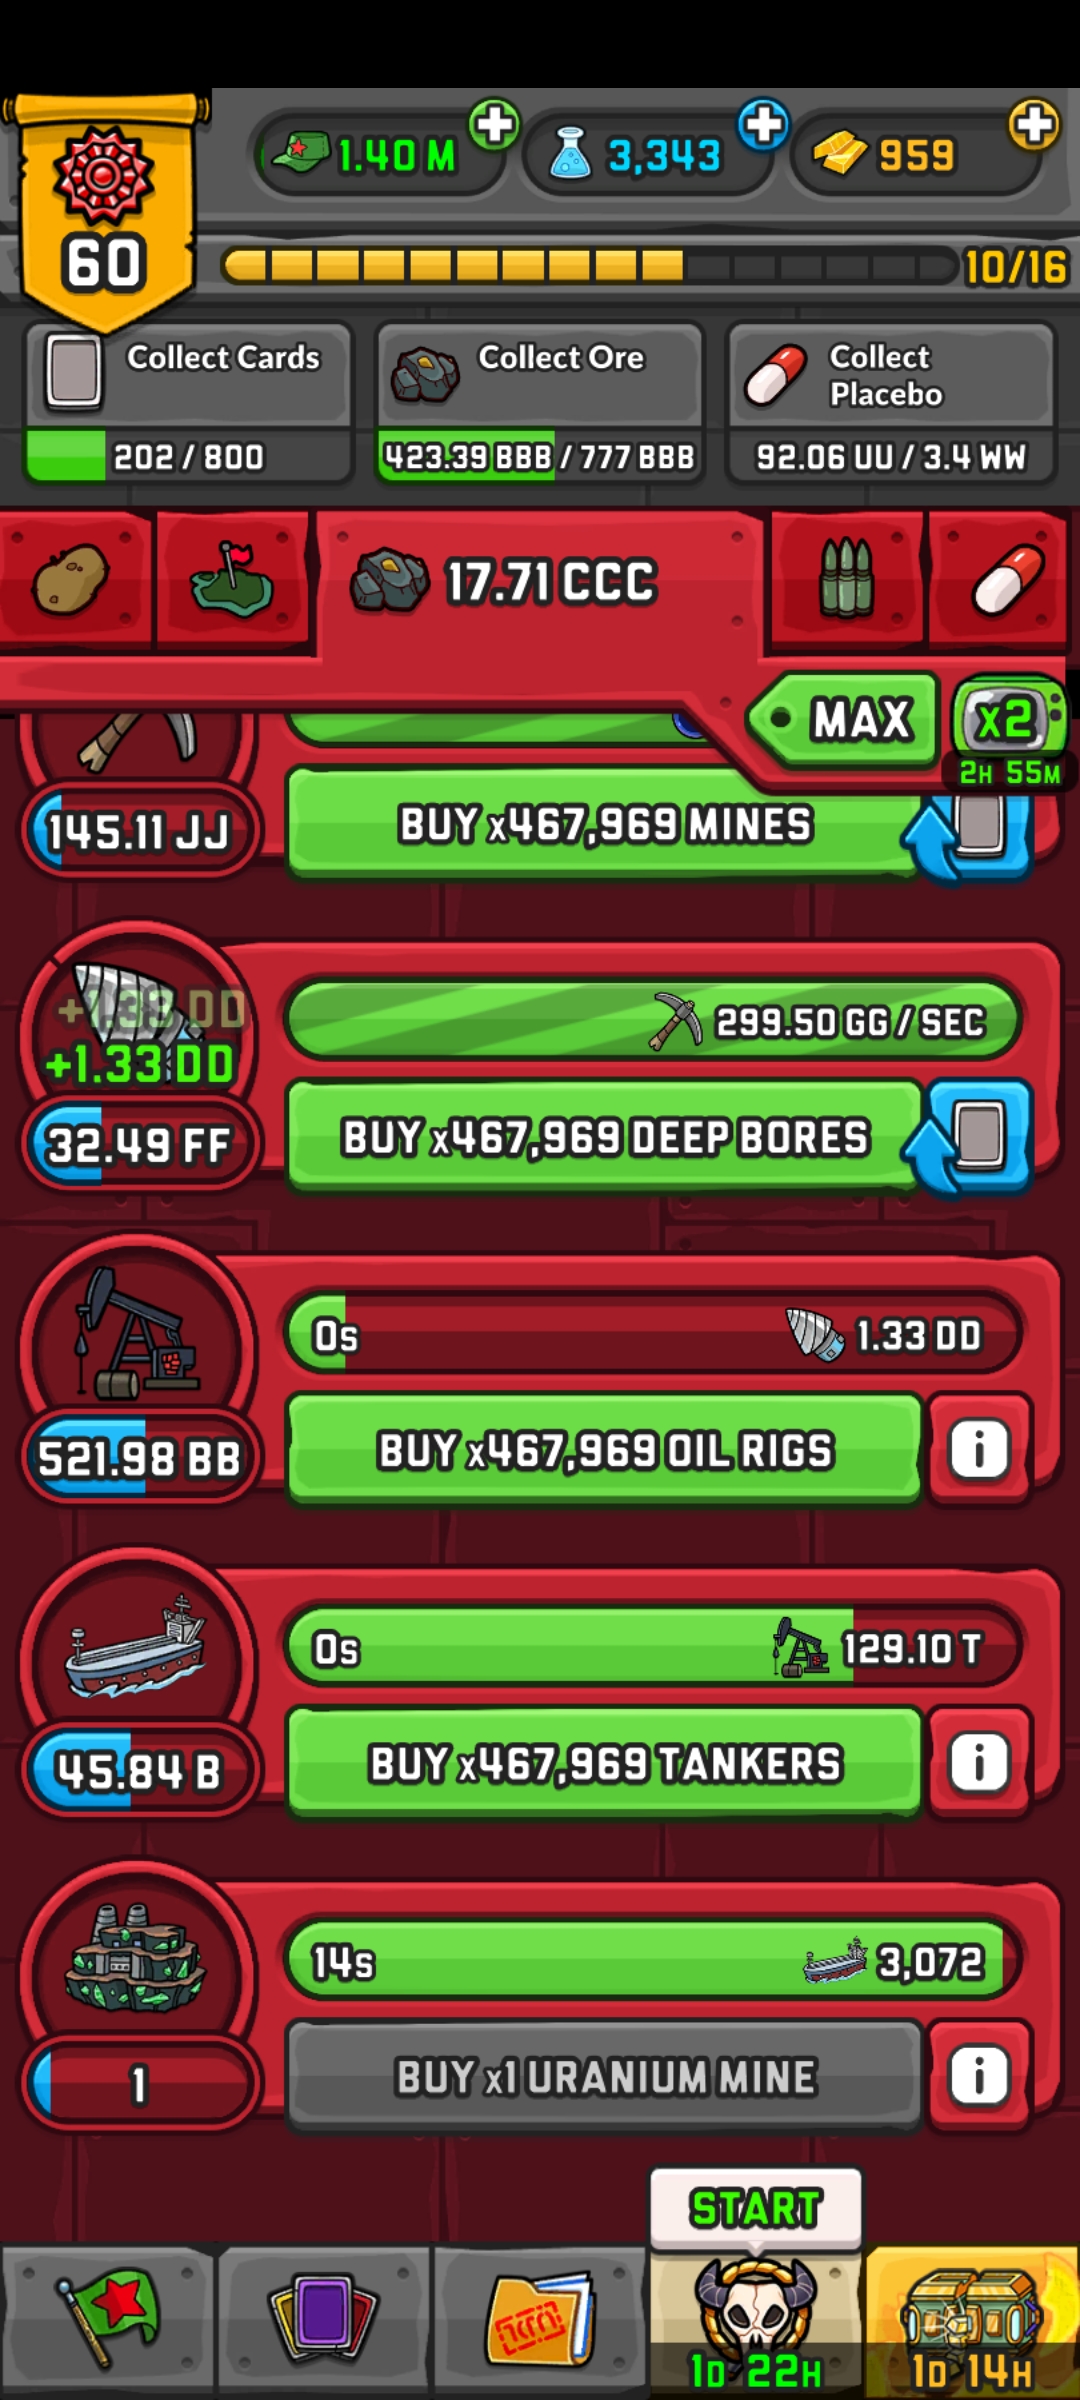 60
1.40 M
3,343
959
10/16
Collect Cards
202 / 800
Collect Ore
423.39 BBB / 777 BBB
Collect
Placebo
92.06 UU / 3.4 WW
17.71 CCC
MAX
x2
2H 55M
145.11 JJ
BUY x467,969 MINES
+1.33 DD
+1.33 DD
299.50 GG / SEC
32.49 FF
BUY x467,969 DEEP BORES
0s
1.33 DD
521.98 BB
BUY x467,969 OIL RIGS
i
0s
129.10 T
45.84 B
BUY x467,969 TANKERS
i
14s
3,072
1
BUY x1 URANIUM MINE
i
START
1D 22H
1D 14H